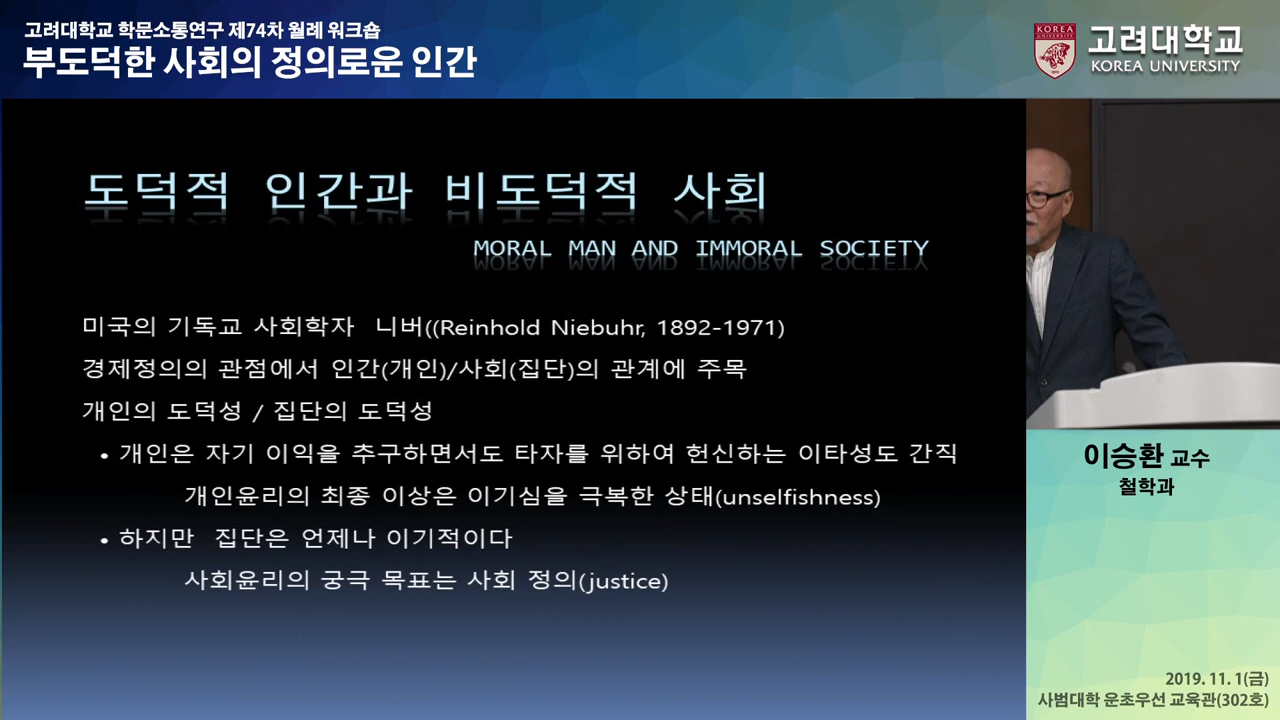 고려대학교 학문소통연구 제74차 월례 워크숍
부도덕한 사회의 정의로운 인간
KOREA
UNIVERSITY
고려대학교
KOREA UNIVERSITY
도덕적 인간과 비도덕적 사회
MORAL MAN AND IMMORAL SOCIETY
미국의 기독교 사회학자 니버((Reinhold Niebuhr, 1892-1971)
경제정의의 관점에서 인간(개인)/사회(집단)의 관계에 주목
개인의 도덕성 / 집단의 도덕성
• 개인은 자기 이익을 추구하면서도 타자를 위하여 헌신하는 이타성도 간직
개인윤리의 최종 이상은 이기심을 극복한 상태(unselfishness)
• 하지만 집단은 언제나 이기적이다
사회윤리의 궁극 목표는 사회 정의(justice)
이승환 교수
철학과
2019. 11. 1(금)
사범대학 운초우선 교육관(302호)